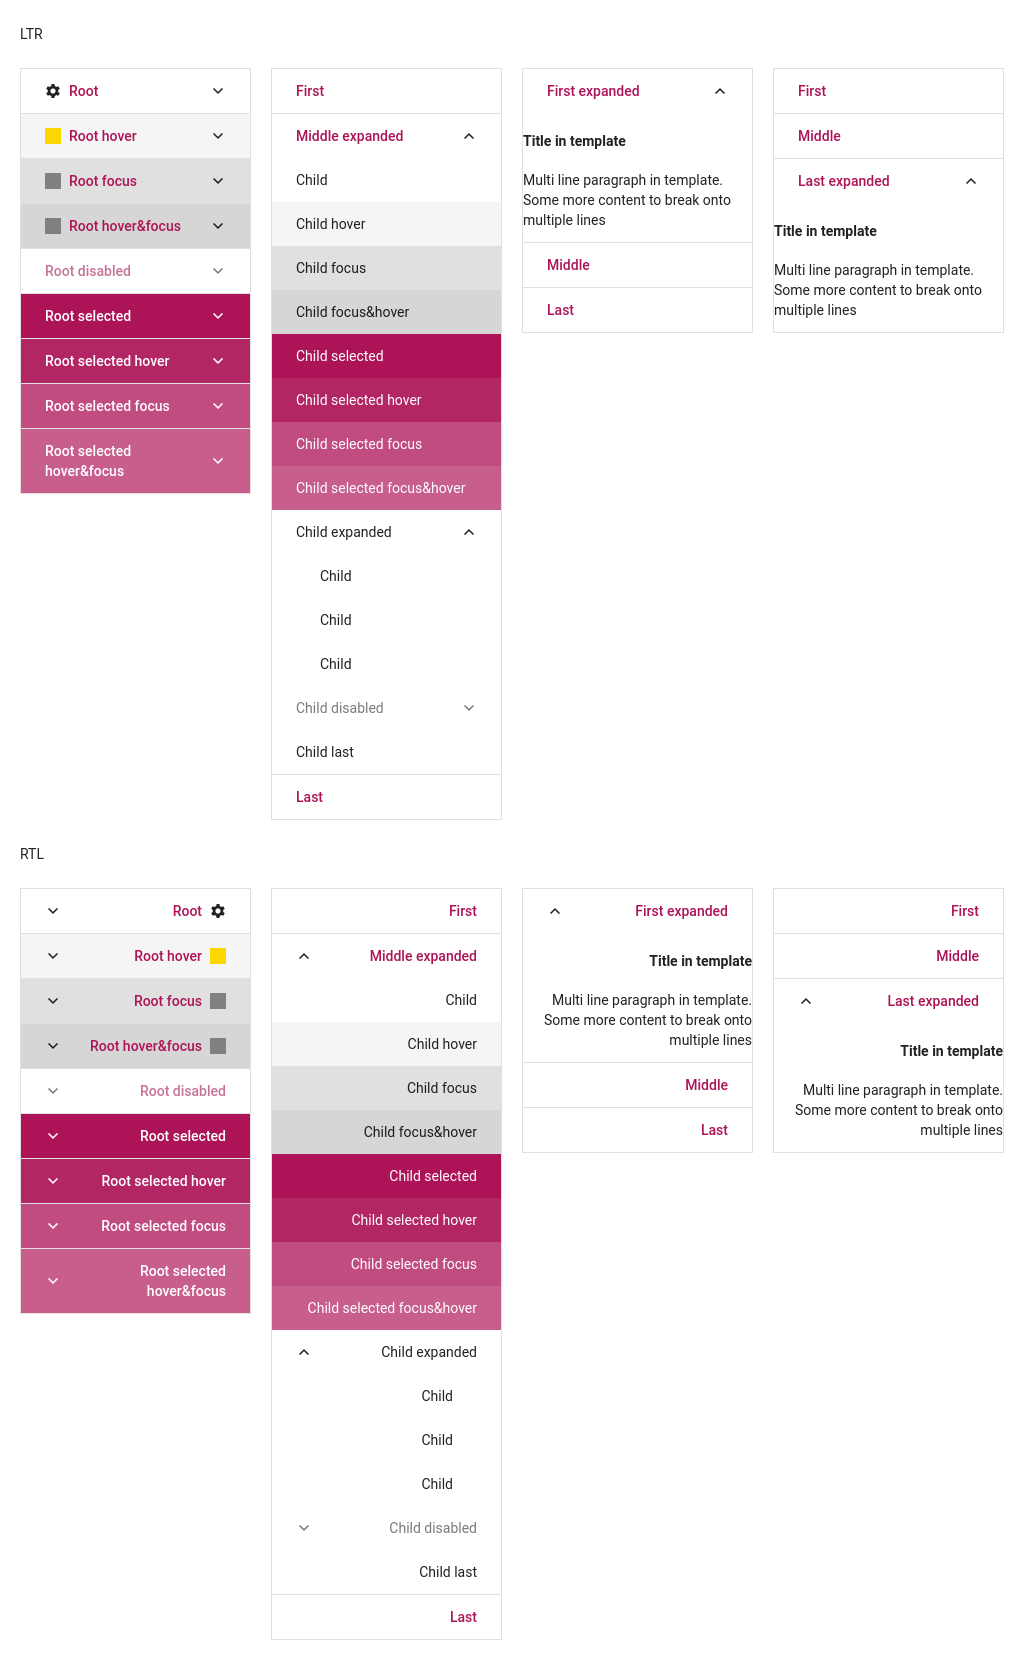 LTR
Root
Root hover
Root focus
Root hover&focus
Root disabled
Root selected
Root selected hover
Root selected focus
Root selected
hover&focus
First
Middle expanded
Child
Child hover
Child focus
Child focus&hover
Child selected
Child selected hover
Child selected focus
Child selected focus&hover
Child expanded
Child
Child
Child
Child disabled
Child last
Last
First expanded
Title in template
Multi line paragraph in template.
Some more content to break onto
multiple lines
Middle
Last
First
Middle
Last expanded
Title in template
Multi line paragraph in template.
Some more content to break onto
multiple lines
RTL
Root
Root hover
Root focus
Root hover&focus
Root disabled
Root selected
Root selected hover
Root selected focus
Root selected
hover&focus
First
Middle expanded
Child
Child hover
Child focus
Child focus&hover
Child selected
Child selected hover
Child selected focus
Child selected focus&hover
Child expanded
Child
Child
Child
Child disabled
Child last
Last
First expanded
Title in template
Multi line paragraph in template.
Some more content to break onto
multiple lines
Middle
Last
First
Middle
Last expanded
Title in template
Multi line paragraph in template.
Some more content to break onto
multiple lines